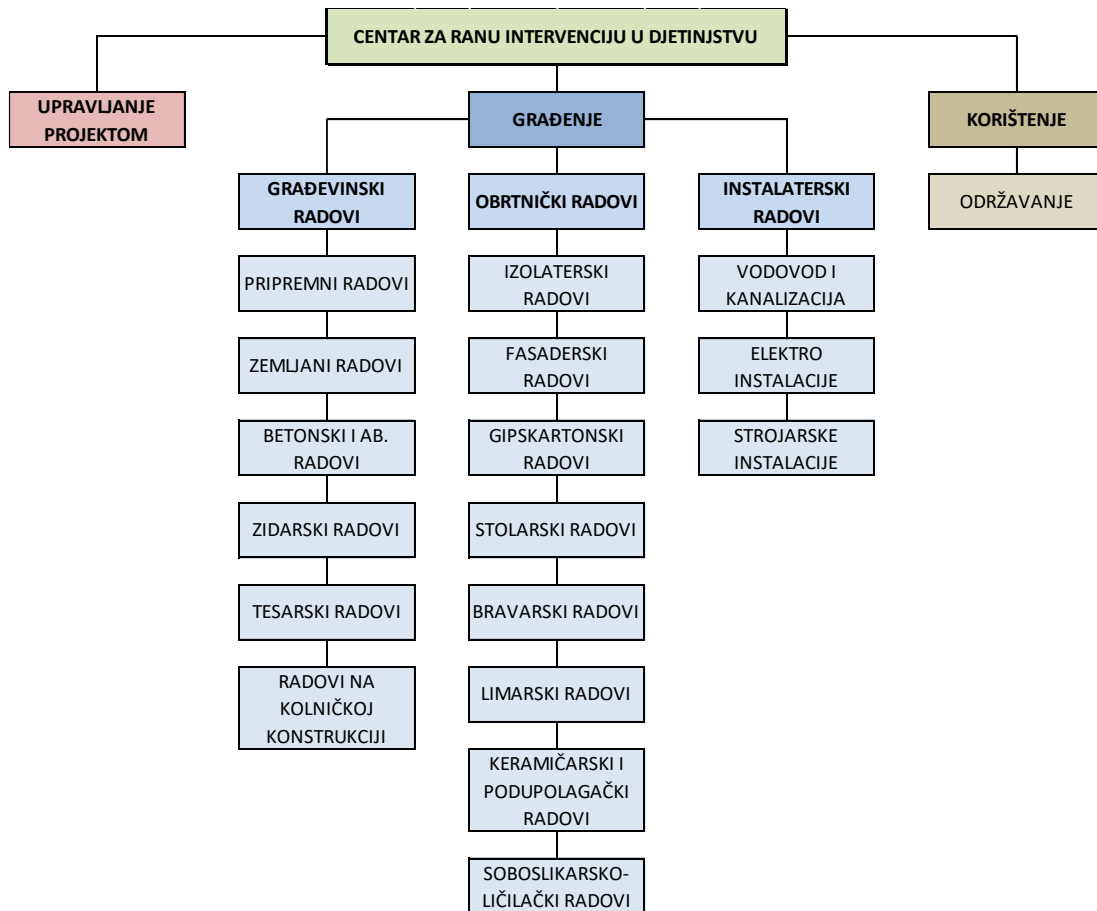 CENTAR ZA RANU INTERVENCIJU U DJETINJSTVU
UPRAVLJANJE
PROJEKTOM
GRAĐENJE
KORIŠTENJE
GRAĐEVINSKI
RADOVI
OBRTNIČKI RADOVI
INSTALATERSKI
RADOVI
ODRŽAVANJE
PRIPREMNI RADOVI
IZOLATERSKI
RADOVI
VODOVOD I
KANALIZACIJA
ZEMLJANI RADOVI
FASADERSKI
RADOVI
ELEKTRO
INSTALACIJE
BETONSKI I AB.
RADOVI
GIPSKARTONSKI
RADOVI
STROJARSKE
INSTALACIJE
ZIDARSKI RADOVI
STOLARSKI RADOVI
TESARSKI RADOVI
BRAVARSKI RADOVI
RADOVI NA
KOLNIČKOJ
KONSTRUKCIJI
LIMARSKI RADOVI
KERAMIČARSKI I
PODUPOLAGAČKI
RADOVI
SOBOSLIKARSKO-
LIČILAČKI RADOVI